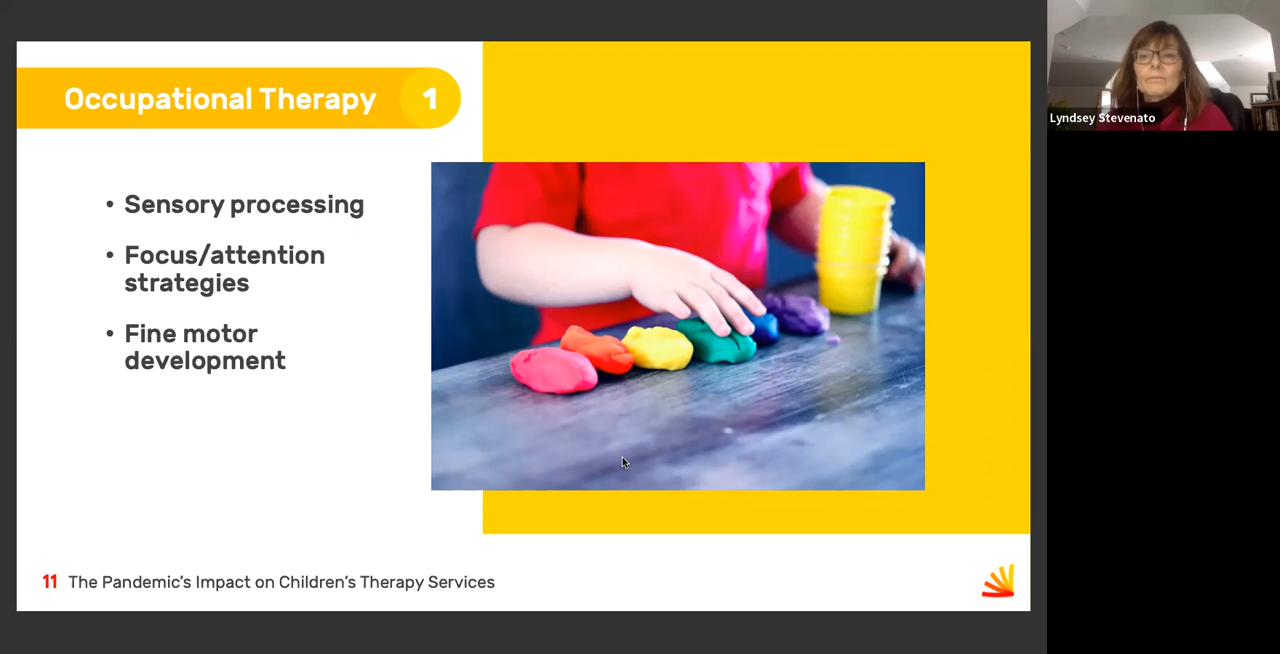 Occupational Therapy 1
• Sensory processing
• Focus/attention
strategies
• Fine motor
development
11 The Pandemic's Impact on Children's Therapy Services
Lyndsey Stevenato